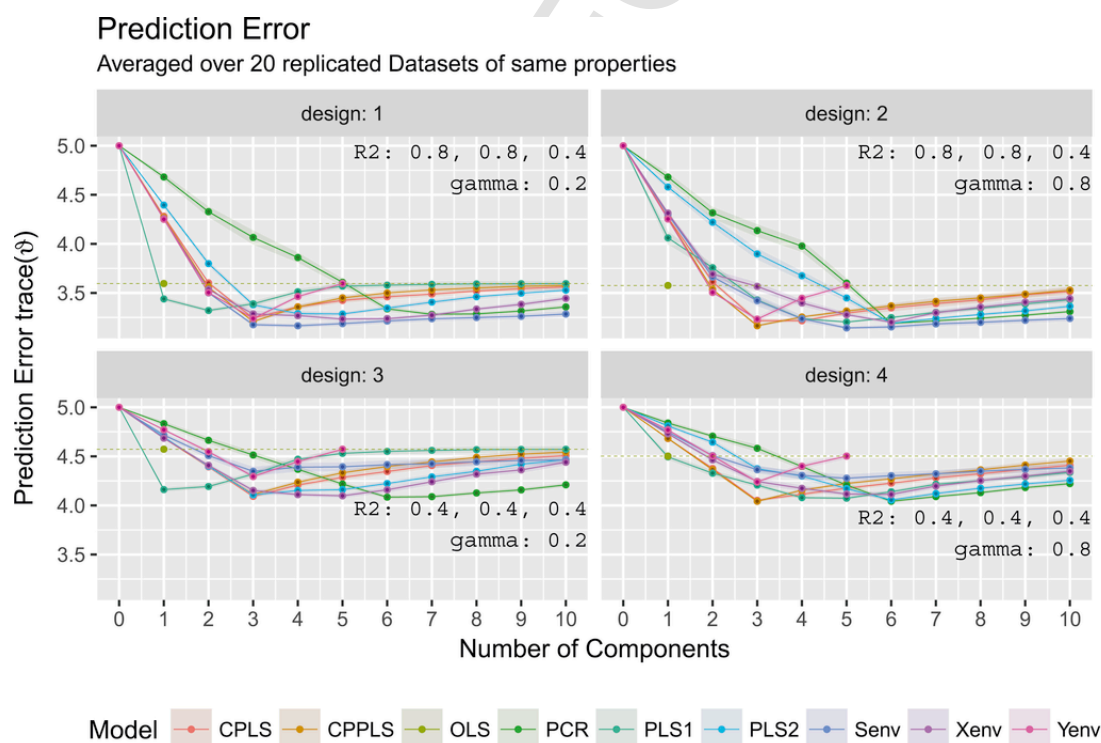 Prediction Error
Averaged over 20 replicated Datasets of same properties
design: 1
design: 2
R2: 0.8, 0.8, 0.4
gamma: 0.2
R2: 0.8, 0.8, 0.4
gamma: 0.8
5.0
4.5
4.0
3.5
design: 3
design: 4
R2: 0.4, 0.4, 0.4
gamma: 0.2
R2: 0.4, 0.4, 0.4
gamma: 0.8
5.0
4.5
4.0
3.5
Prediction Error trace(ϑ)
0 1 2 3 4 5 6 7 8 9 10
0 1 2 3 4 5 6 7 8 9 10
Number of Components
Model CPLS CPPLS OLS PCR PLS1 PLS2 Senv Xenv Yenv